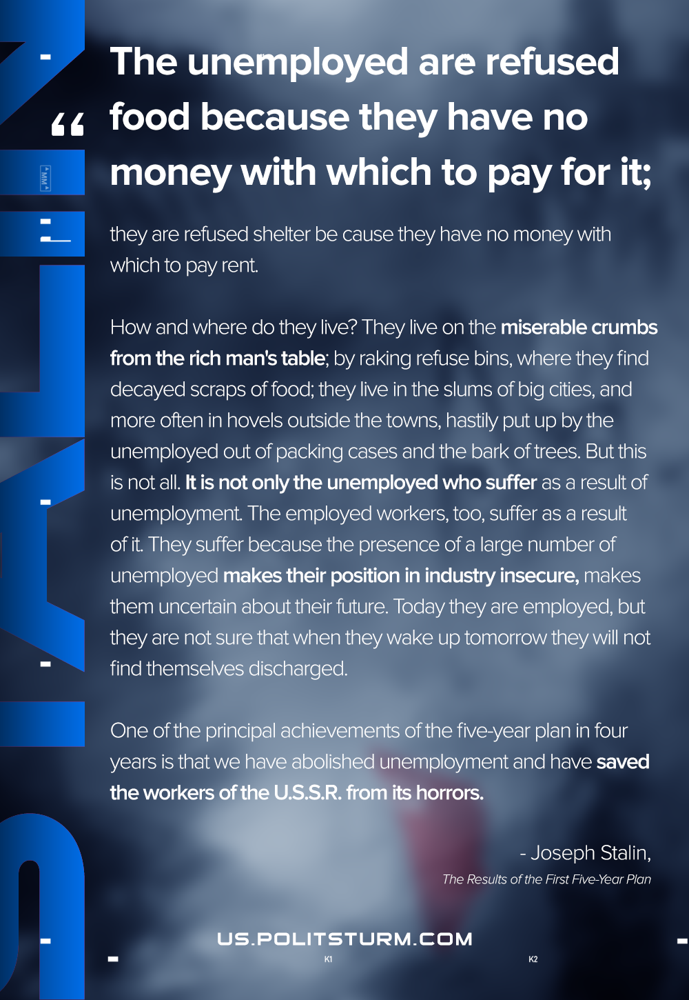 STALIN
“
The unemployed are refused
food because they have no
money with which to pay for it;
they are refused shelter be cause they have no money with
which to pay rent.
How and where do they live? They live on the miserable crumbs
from the rich man's table; by raking refuse bins, where they find
decayed scraps of food; they live in the slums of big cities, and
more often in hovels outside the towns, hastily put up by the
unemployed out of packing cases and the bark of trees. But this
is not all. It is not only the unemployed who suffer as a result of
unemployment. The employed workers, too, suffer as a result
of it. They suffer because the presence of a large number of
unemployed makes their position in industry insecure, makes
them uncertain about their future. Today they are employed, but
they are not sure that when they wake up tomorrow they will not
find themselves discharged.
One of the principal achievements of the five-year plan in four
years is that we have abolished unemployment and have saved
the workers of the U.S.S.R. from its horrors.
- Joseph Stalin,
The Results of the First Five-Year Plan
US.POLITSTURM.COM
K1 K2
MM